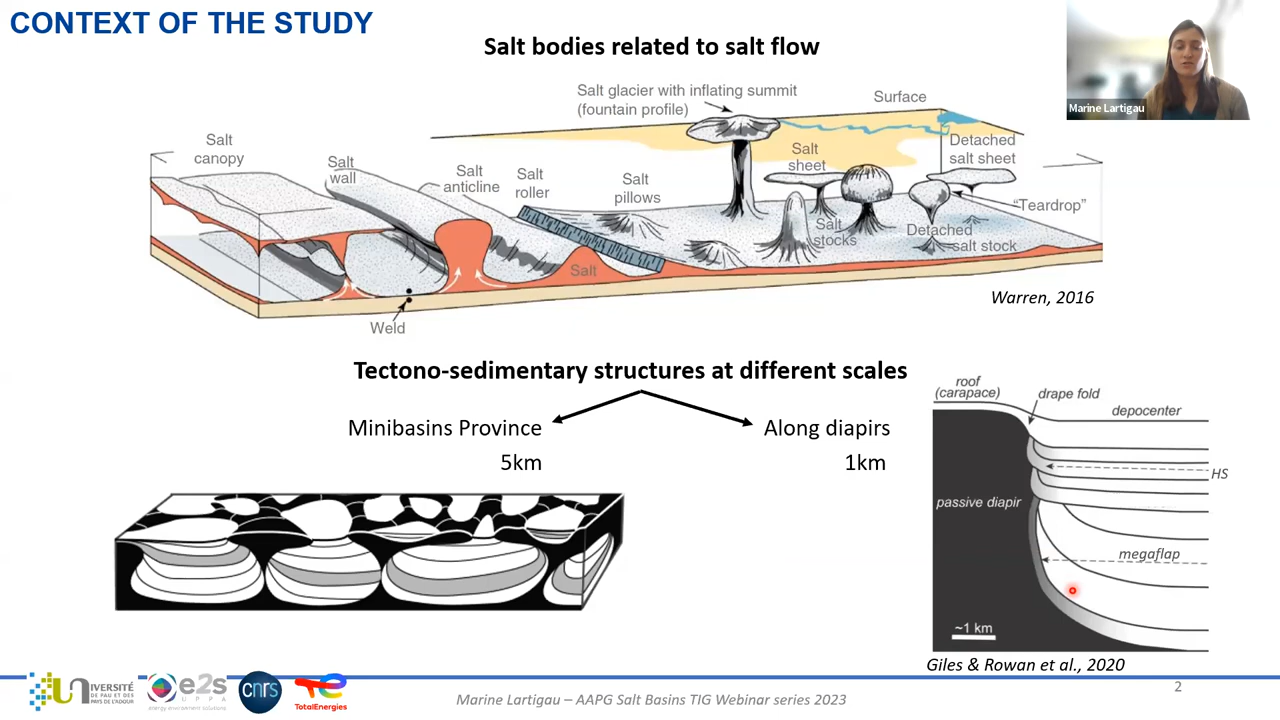 CONTEXT OF THE STUDY
Salt bodies related to salt flow
Marine Lartigau
Salt glacier with inflating summit
(fountain profile)
Surface
Salt
canopy
Salt
wall
Salt
anticline
Salt
roller
Salt
pillows
Salt
sheet
Detached
salt sheet
"Teardrop"
Salt
stocks
Detached
salt stock
Salt
Weld
Warren, 2016
Tectono-sedimentary structures at different scales
Minibasins Province
5km
Along diapirs
1km
roof
(carapace)
drape fold
depocenter
HS
passive diapir
megaflap
~1 km
Giles & Rowan et al., 2020
UNIVERSITÉ
DE PAU ET DES
PAYS DE L'ADOUR
e2s
UPPA
energy environment solutions
cnrs
TotalEnergies
Marine Lartigau – AAPG Salt Basins TIG Webinar series 2023
2